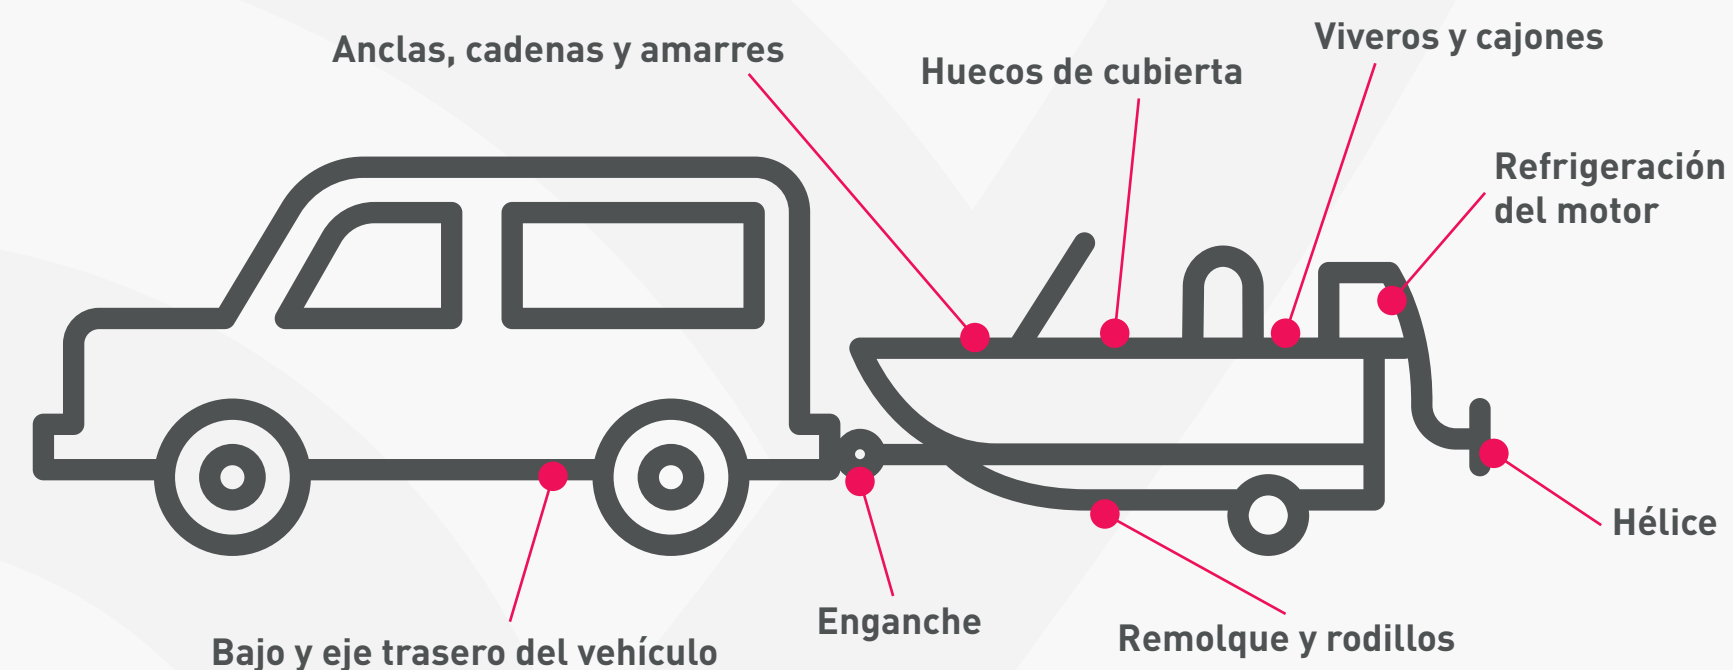 Anclas, cadenas y amarres
Huecos de cubierta
Viveros y cajones
Refrigeración
del motor
Hélice
Enganche
Remolque y rodillos
Bajo y eje trasero del vehículo